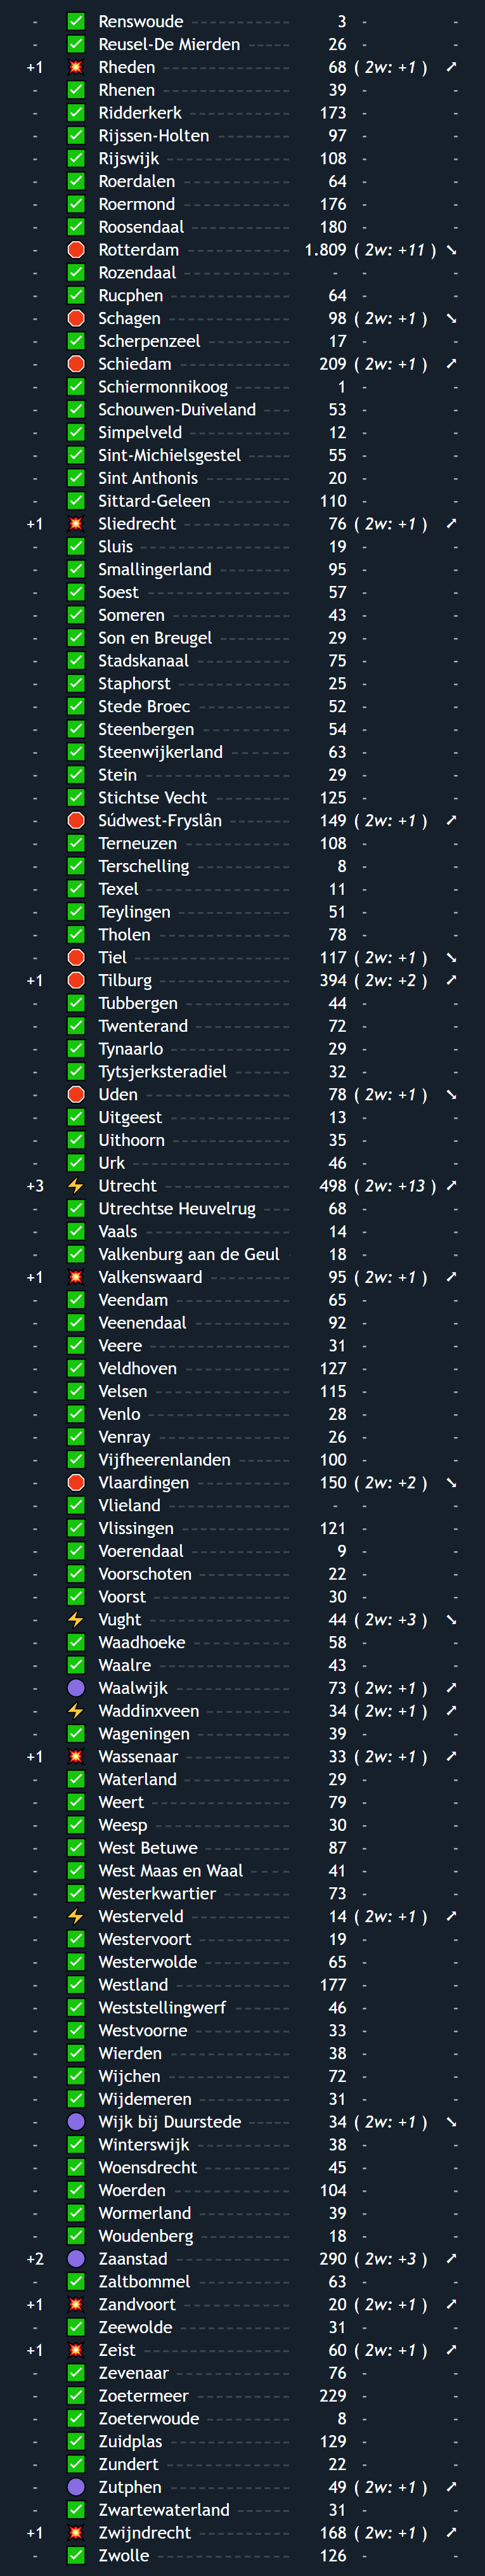 - ✅ Renswoude 3 - -
- ✅ Reusel-De Mierden 26 - -
+1 💥 Rheden 68 ( 2w: +1 ) ➚
- ✅ Rhenen 39 - -
- ✅ Ridderkerk 173 - -
- ✅ Rijssen-Holten 97 - -
- ✅ Rijswijk 108 - -
- ✅ Roerdalen 64 - -
- ✅ Roermond 176 - -
- ✅ Roosendaal 180 - -
- 🛑 Rotterdam 1.809 ( 2w: +11 ) ➘
- ✅ Rozendaal - - -
- ✅ Rucphen 64 - -
- 🛑 Schagen 98 ( 2w: +1 ) ➘
- ✅ Scherpenzeel 17 - -
- 🛑 Schiedam 209 ( 2w: +1 ) ➚
- ✅ Schiermonnikoog 1 - -
- ✅ Schouwen-Duiveland 53 - -
- ✅ Simpelveld 12 - -
- ✅ Sint-Michielsgestel 55 - -
- ✅ Sint Anthonis 20 - -
- ✅ Sittard-Geleen 110 - -
+1 💥 Sliedrecht 76 ( 2w: +1 ) ➚
- ✅ Sluis 19 - -
- ✅ Smallingerland 95 - -
- ✅ Soest 57 - -
- ✅ Someren 43 - -
- ✅ Son en Breugel 29 - -
- ✅ Stadskanaal 75 - -
- ✅ Staphorst 25 - -
- ✅ Stede Broec 52 - -
- ✅ Steenbergen 54 - -
- ✅ Steenwijkerland 63 - -
- ✅ Stein 29 - -
- ✅ Stichtse Vecht 125 - -
- 🛑 Súdwest-Fryslân 149 ( 2w: +1 ) ➚
- ✅ Terneuzen 108 - -
- ✅ Terschelling 8 - -
- ✅ Texel 11 - -
- ✅ Teylingen 51 - -
- ✅ Tholen 78 - -
- 🛑 Tiel 117 ( 2w: +1 ) ➘
+1 🛑 Tilburg 394 ( 2w: +2 ) ➚
- ✅ Tubbergen 44 - -
- ✅ Twenterand 72 - -
- ✅ Tynaarlo 29 - -
- ✅ Tytsjerksteradiel 32 - -
- 🛑 Uden 78 ( 2w: +1 ) ➘
- ✅ Uitgeest 13 - -
- ✅ Uithoorn 35 - -
- ✅ Urk 46 - -
+3 ⚡ Utrecht 498 ( 2w: +13 ) ➚
- ✅ Utrechtse Heuvelrug 68 - -
- ✅ Vaals 14 - -
- ✅ Valkenburg aan de Geul 18 - -
+1 💥 Valkenswaard 95 ( 2w: +1 ) ➚
- ✅ Veendam 65 - -
- ✅ Veenendaal 92 - -
- ✅ Veere 31 - -
- ✅ Veldhoven 127 - -
- ✅ Velsen 115 - -
- ✅ Venlo 28 - -
- ✅ Venray 26 - -
- ✅ Vijfheerenlanden 100 - -
- 🛑 Vlaardingen 150 ( 2w: +2 ) ➘
- ✅ Vlieland - - -
- ✅ Vlissingen 121 - -
- ✅ Voerendaal 9 - -
- ✅ Voorschoten 22 - -
- ✅ Voorst 30 - -
- ⚡ Vught 44 ( 2w: +3 ) ➘
- ✅ Waadhoeke 58 - -
- ✅ Waalre 43 - -
- 🟣 Waalwijk 73 ( 2w: +1 ) ➚
- ⚡ Waddinxveen 34 ( 2w: +1 ) ➚
- ✅ Wageningen 39 - -
+1 💥 Wassenaar 33 ( 2w: +1 ) ➚
- ✅ Waterland 29 - -
- ✅ Weert 79 - -
- ✅ Weesp 30 - -
- ✅ West Betuwe 87 - -
- ✅ West Maas en Waal 41 - -
- ✅ Westerkwartier 73 - -
- ⚡ Westerveld 14 ( 2w: +1 ) ➚
- ✅ Westervoort 19 - -
- ✅ Westerwolde 65 - -
- ✅ Westland 177 - -
- ✅ Weststellingwerf 46 - -
- ✅ Westvoorne 33 - -
- ✅ Wierden 38 - -
- ✅ Wijchen 72 - -
- ✅ Wijdemeren 31 - -
- 🟣 Wijk bij Duurstede 34 ( 2w: +1 ) ➘
- ✅ Winterswijk 38 - -
- ✅ Woensdrecht 45 - -
- ✅ Woerden 104 - -
- ✅ Wormerland 39 - -
- ✅ Woudenberg 18 - -
+2 🟣 Zaanstad 290 ( 2w: +3 ) ➚
- ✅ Zaltbommel 63 - -
+1 💥 Zandvoort 20 ( 2w: +1 ) ➚
- ✅ Zeewolde 31 - -
+1 💥 Zeist 60 ( 2w: +1 ) ➚
- ✅ Zevenaar 76 - -
- ✅ Zoetermeer 229 - -
- ✅ Zoeterwoude 8 - -
- ✅ Zuidplas 129 - -
- ✅ Zundert 22 - -
- 🟣 Zutphen 49 ( 2w: +1 ) ➚
- ✅ Zwartewaterland 31 - -
+1 💥 Zwijndrecht 168 ( 2w: +1 ) ➚
- ✅ Zwolle 126 - -